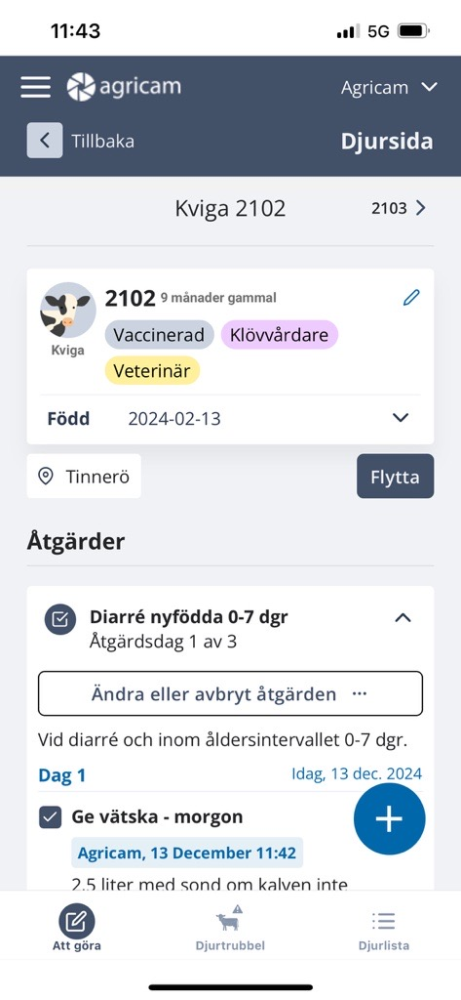 11:43
5G
agricam
Agricam
Tillbaka
Djursida
Kviga 2102
2103
2102 9 månader gammal
Vaccinerad
Klövvårdare
Kviga
Veterinär
Född 2024-02-13
Tinnerö
Flytta
Åtgärder
Diarré nyfödda 0-7 dgr
Åtgärdsdag 1 av 3
Ändra eller avbryt åtgärden ...
Vid diarré och inom åldersintervallet 0-7 dgr.
Dag 1
Idag, 13 dec. 2024
Ge vätska - morgon
Agricam, 13 December 11:42
2.5 liter med sond om kalven inte
Att göra
Djurtrubbel
Djurlista